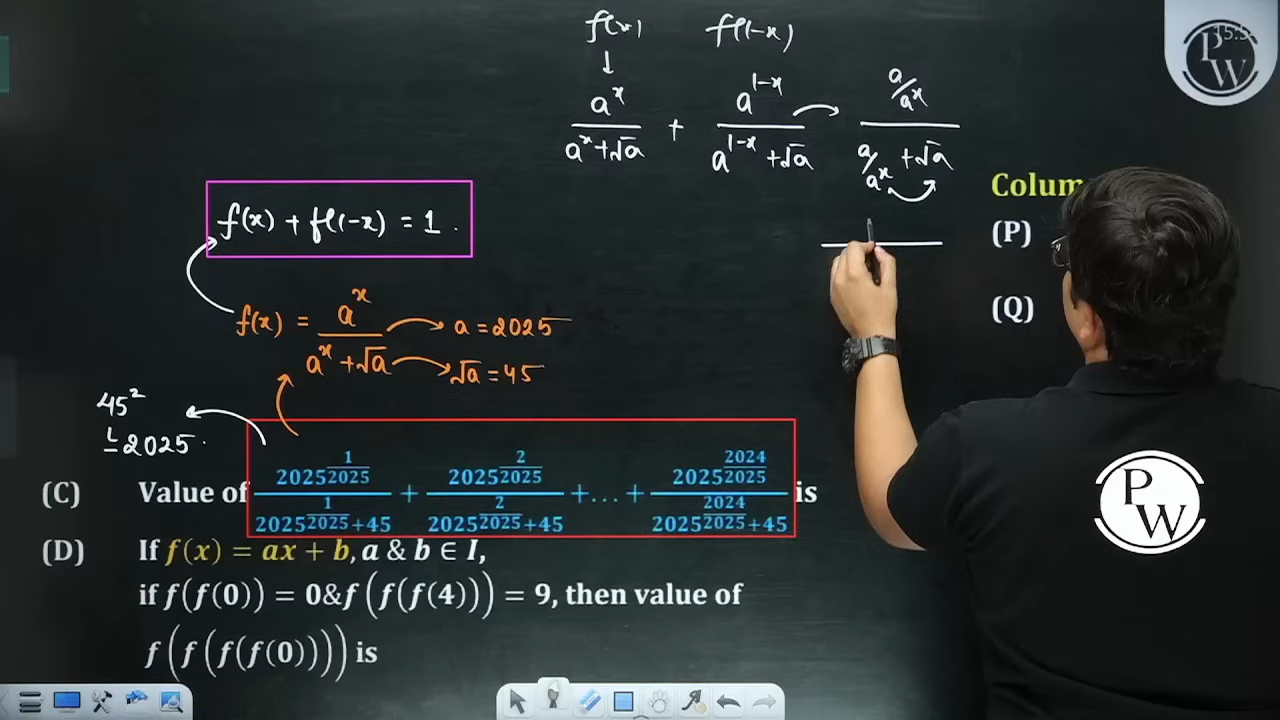 f(x) f(1-x)
↓
a^x / (a^x + √a) + a^(1-x) / (a^(1-x) + √a) → (a/a^x) / (a/a^x + √a)
15:5
P
W
f(x) + f(1-x) = 1.
f(x) = a^x / (a^x + √a)
a = 2025
√a = 45
45²
2025.
Colum
(P)
(Q)
(C) Value of 2025^(1/2025) / (2025^(1/2025)+45) + 2025^(2/2025) / (2025^(2/2025)+45) +…+ 2025^(2024/2025) / (2025^(2024/2025)+45) is
(D) If f(x) = ax + b, a & b ∈ I,
if f(f(0)) = 0&f(f(f(4))) = 9, then value of
f(f(f(f(0)))) is
P
W